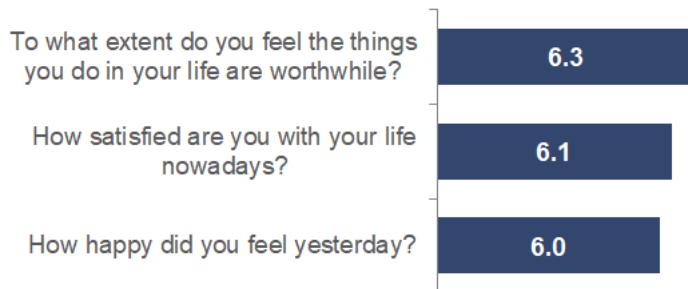 To what extent do you feel the things
you do in your life are worthwhile?
6.3
How satisfied are you with your life
nowadays?
6.1
How happy did you feel yesterday?
6.0